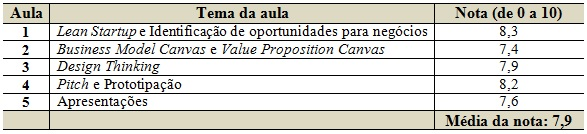 Aula Tema da aula Nota (de 0 a 10)
1 Lean Startup e Identificação de oportunidades para negócios 8,3
2 Business Model Canvas e Value Proposition Canvas 7,4
3 Design Thinking 7,9
4 Pitch e Prototipação 8,2
5 Apresentações 7,6
Média da nota: 7,9